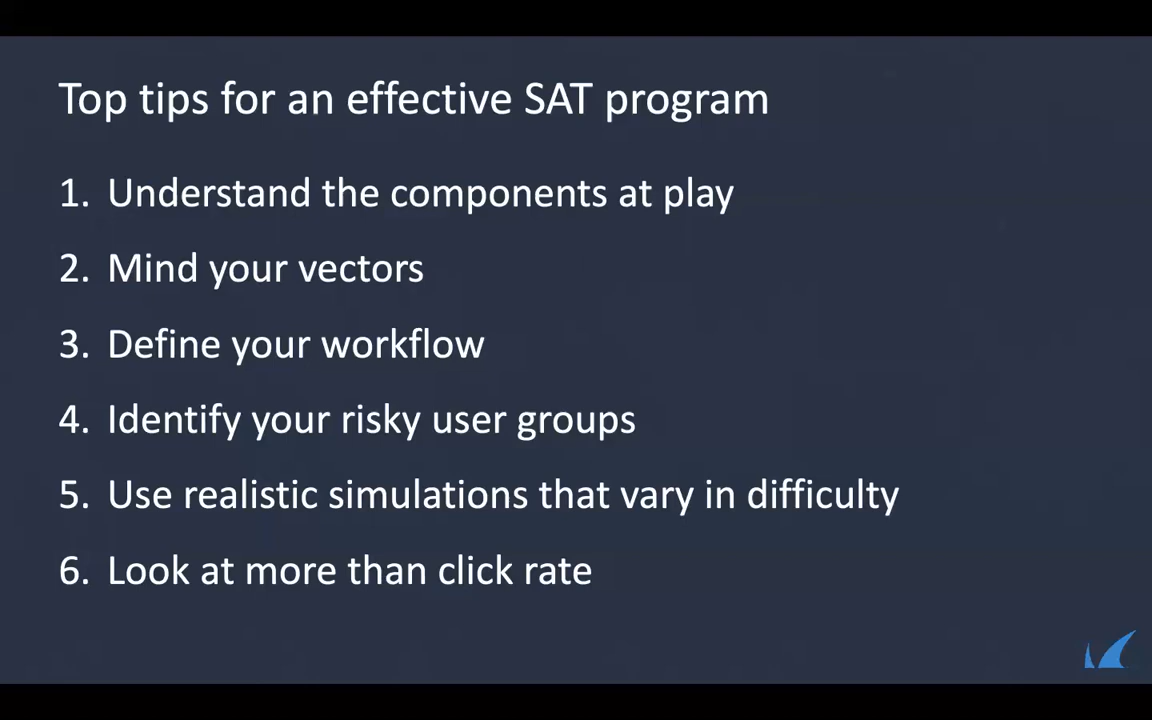 Top tips for an effective SAT program
1. Understand the components at play
2. Mind your vectors
3. Define your workflow
4. Identify your risky user groups
5. Use realistic simulations that vary in difficulty
6. Look at more than click rate